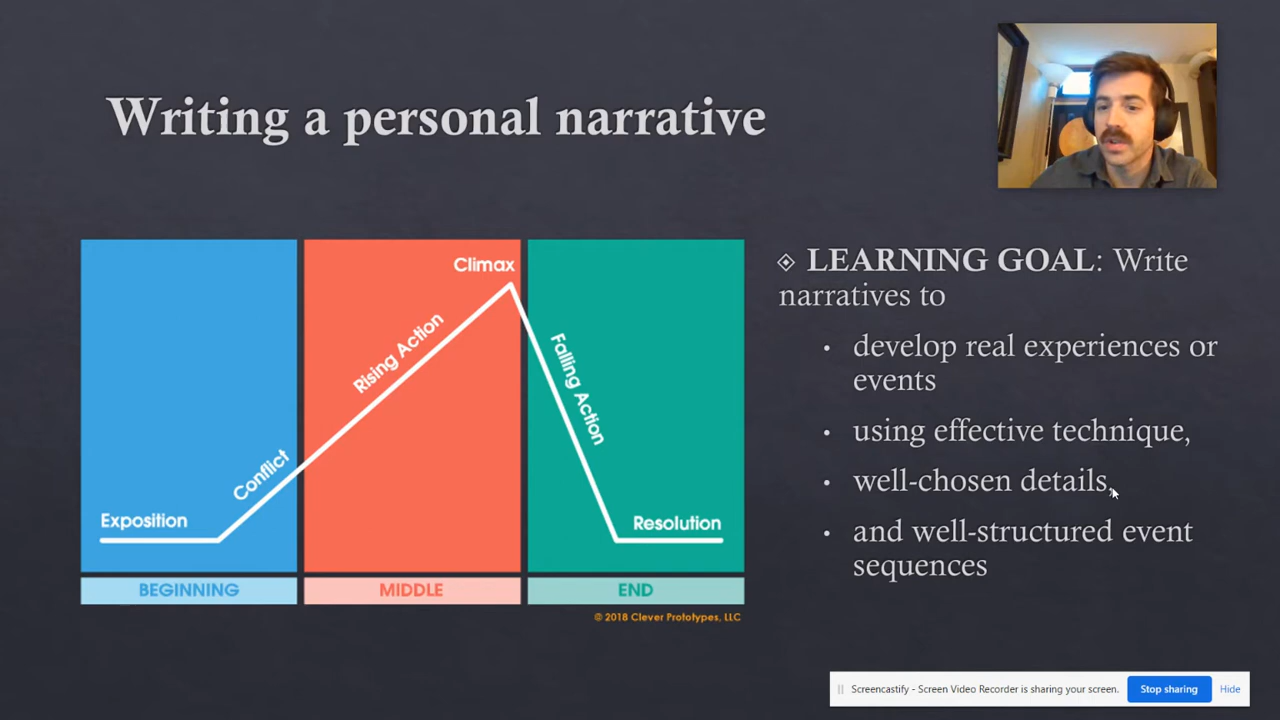 Writing a personal narrative
Climax
Rising Action
Falling Action
Conflict
Exposition
Resolution
BEGINNING
MIDDLE
END
© 2018 Clever Prototypes, LLC
LEARNING GOAL: Write
narratives to
• develop real experiences or
events
• using effective technique,
• well-chosen details,
• and well-structured event
sequences
Screencastify - Screen Video Recorder is sharing your screen.
Stop sharing
Hide